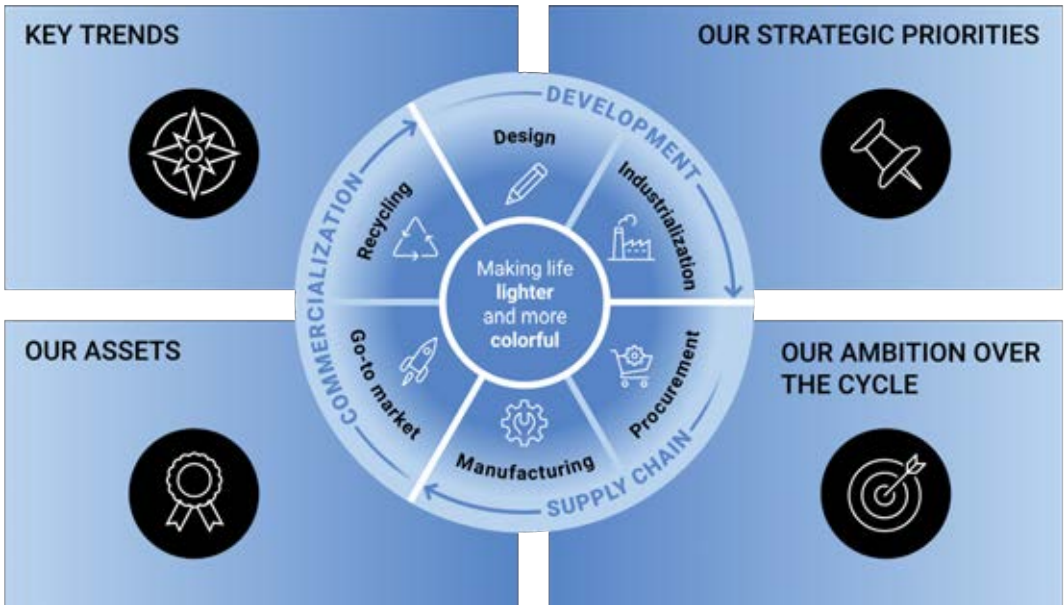 KEY TRENDS
OUR STRATEGIC PRIORITIES
DEVELOPMENT
Design
Industrialization
COMMERCIALIZATION
Recycling
Making life
lighter
and more
colorful
Go-to market
Procurement
Manufacturing
SUPPLY CHAIN
OUR ASSETS
OUR AMBITION OVER
THE CYCLE